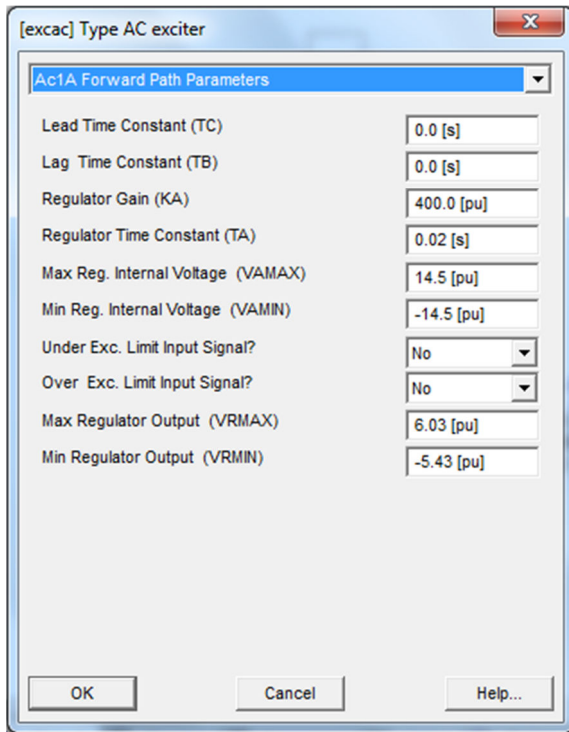 [excac] Type AC exciter
Ac1A Forward Path Parameters
Lead Time Constant (TC) 0.0 [s]
Lag Time Constant (TB) 0.0 [s]
Regulator Gain (KA) 400.0 [pu]
Regulator Time Constant (TA) 0.02 [s]
Max Reg. Internal Voltage (VAMAX) 14.5 [pu]
Min Reg. Internal Voltage (VAMIN) -14.5 [pu]
Under Exc. Limit Input Signal? No
Over Exc. Limit Input Signal? No
Max Regulator Output (VRMAX) 6.03 [pu]
Min Regulator Output (VRMIN) -5.43 [pu]
OK Cancel Help...